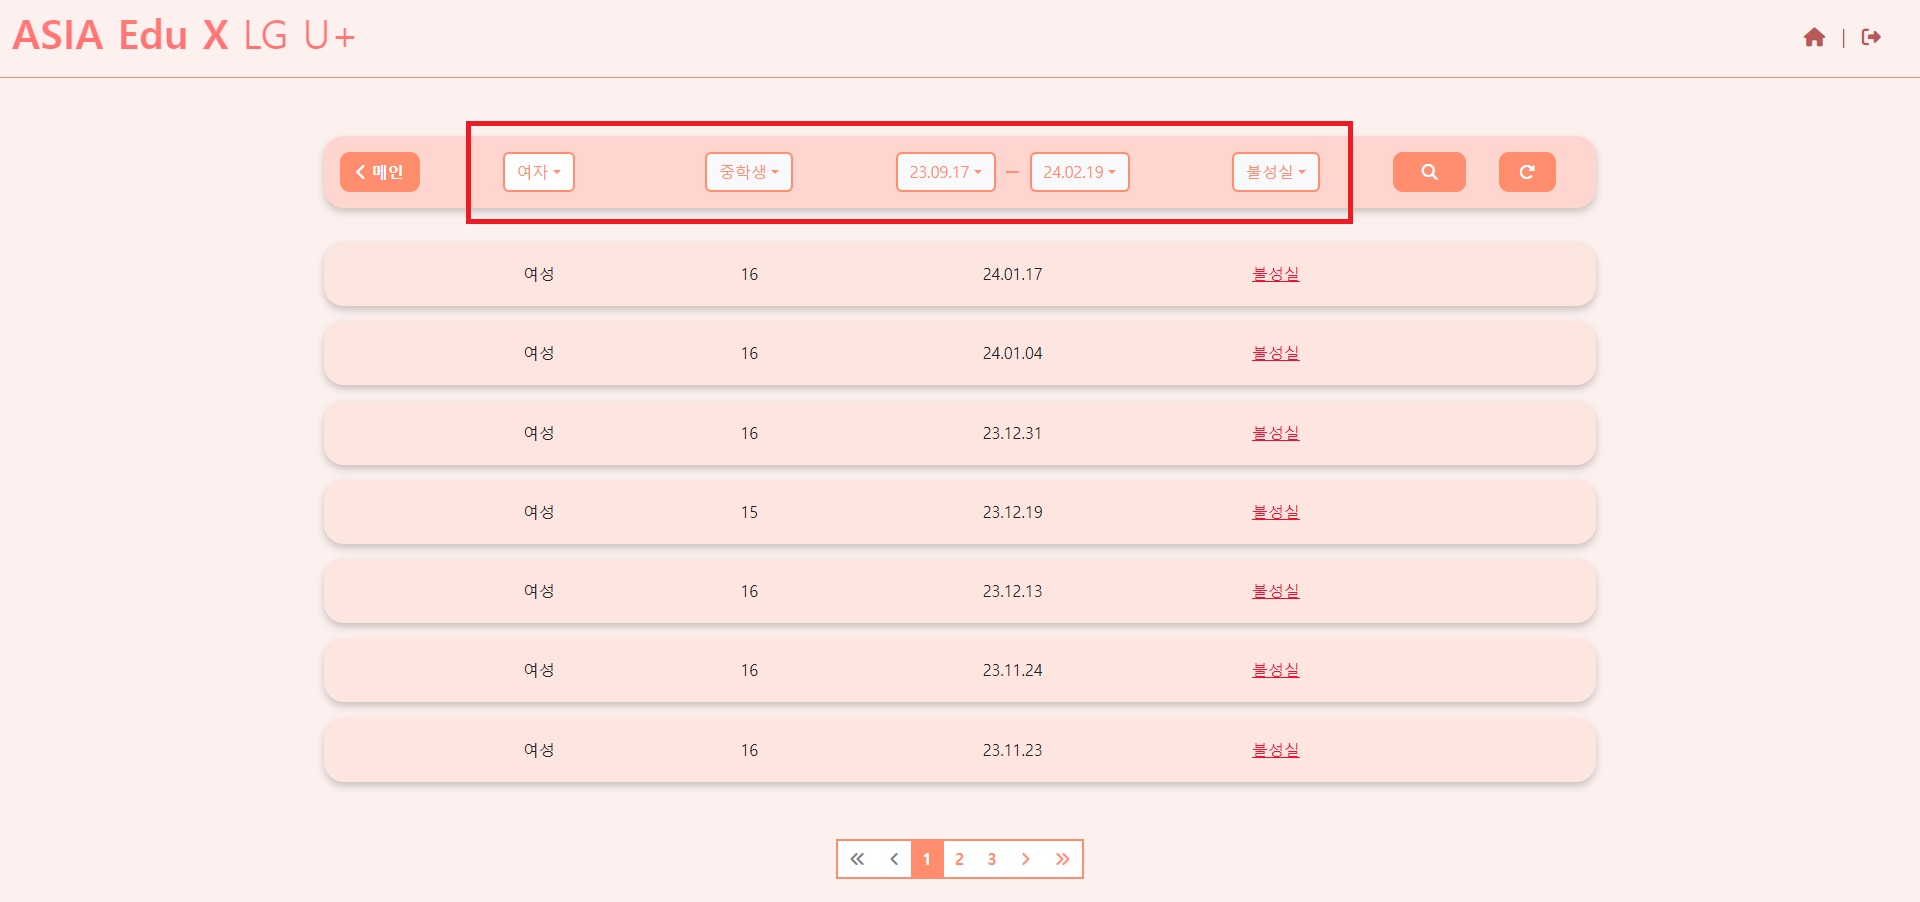 ASIA Edu X LG U+
|
메인 여자 중학생 23.09.17 — 24.02.19 불성실
여성 16 24.01.17 불성실
여성 16 24.01.04 불성실
여성 16 23.12.31 불성실
여성 15 23.12.19 불성실
여성 16 23.12.13 불성실
여성 16 23.11.24 불성실
여성 16 23.11.23 불성실
« ‹ 1 2 3 › »